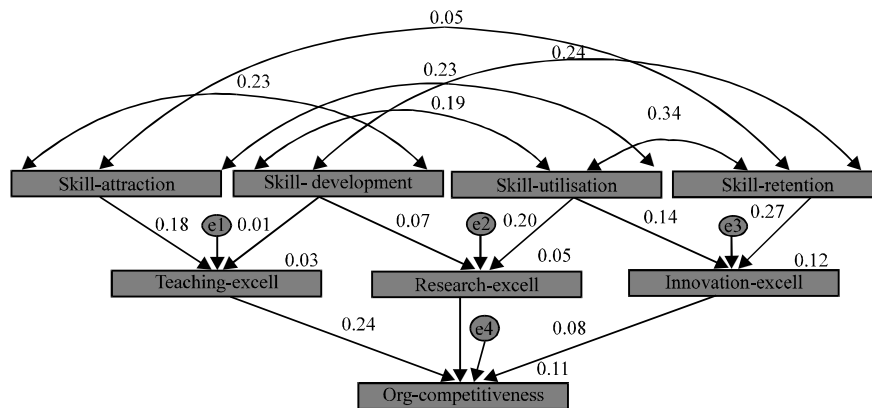 0.05
0.24
0.23
0.23
0.19
0.34
Skill-attraction
Skill- development
Skill-utilisation
Skill-retention
0.18
e1
0.01
0.07
e2
0.20
0.14
e3
0.27
0.03
0.05
0.12
Teaching-excell
Research-excell
Innovation-excell
0.24
e4
0.08
0.11
Org-competitiveness